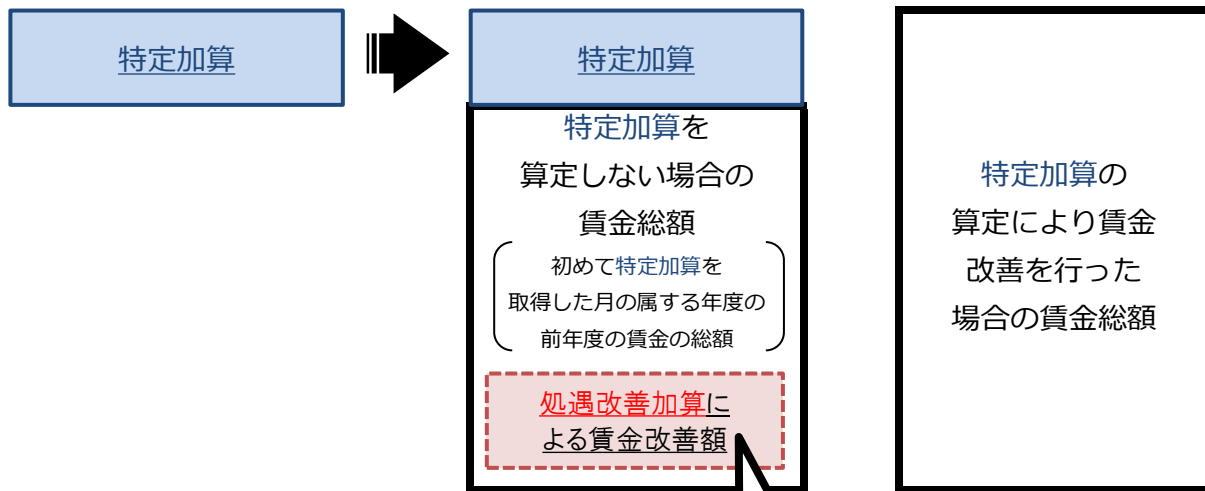 特定加算
特定加算
特定加算を
算定しない場合の
賃金総額
初めて特定加算を
取得した月の属する年度の
前年度の賃金の総額
処遇改善加算に
よる賃金改善額
特定加算の
算定により賃金
改善を行った
場合の賃金総額